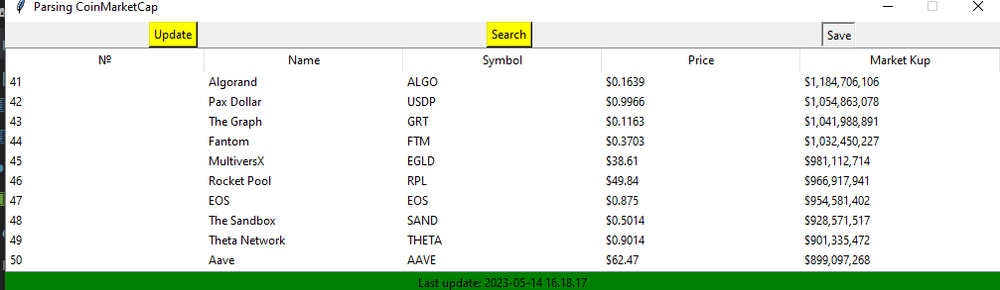 Parsing CoinMarketCap
Update Search Save
№ Name Symbol Price Market Kup
41 Algorand ALGO $0.1639 $1,184,706,106
42 Pax Dollar USDP $0.9966 $1,054,863,078
43 The Graph GRT $0.1163 $1,041,988,891
44 Fantom FTM $0.3703 $1,032,450,227
45 MultiversX EGLD $38.61 $981,112,714
46 Rocket Pool RPL $49.84 $966,917,941
47 EOS EOS $0.875 $954,581,402
48 The Sandbox SAND $0.5014 $928,571,517
49 Theta Network THETA $0.9014 $901,335,472
50 Aave AAVE $62.47 $899,097,268
Last update: 2023-05-14 16.18.17